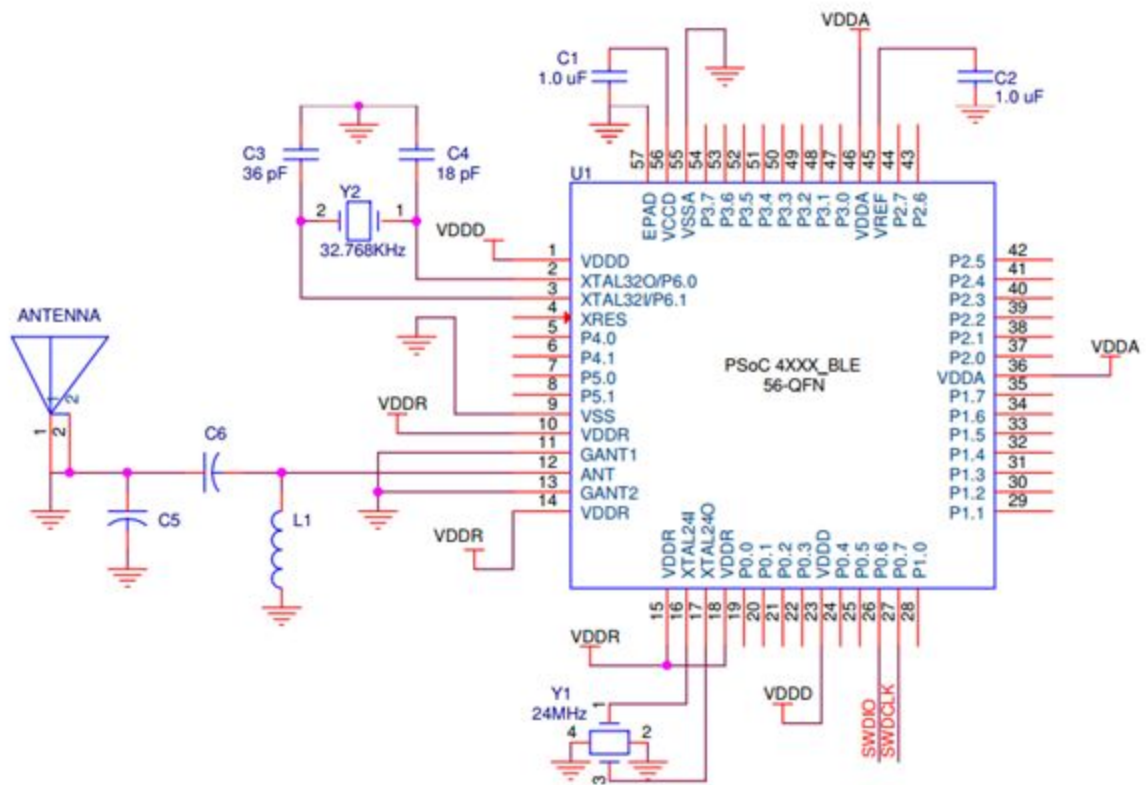 VDDA
C1
1.0 uF
C2
1.0 uF
C3
36 pF
C4
18 pF
Y2
2
1
32.768KHz
U1
57
56
55
54
53
52
51
50
49
48
47
46
45
44
43
EPAD
VCCD
VSSA
P3.7
P3.6
P3.5
P3.4
P3.3
P3.2
P3.1
P3.0
VDDA
VREF
P2.7
P2.6
VDDD
1 VDDD
2 XTAL32O/P6.0
3 XTAL32I/P6.1
4 XRES
5 P4.0
6 P4.1
7 P5.0
8 P5.1
9 VSS
10 VDDR
11 GANT1
12 ANT
13 GANT2
14 VDDR
VDDR
VDDR
ANTENNA
1
2
1
2
C6
C5
L1
PSoC 4XXX_BLE
56-QFN
P2.5 42
P2.4 41
P2.3 40
P2.2 39
P2.1 38
P2.0 37
VDDA 36
P1.7 35
P1.6 34
P1.5 33
P1.4 32
P1.3 31
P1.2 30
P1.1 29
VDDA
VDDR
XTAL24I
XTAL24O
VDDR
P0.0
P0.1
P0.2
P0.3
VDDD
P0.4
P0.5
P0.6
P0.7
P1.0
15
16
17
18
19
20
21
22
23
24
25
26
27
28
VDDR
Y1
24MHz
1
4
2
3
VDDD
SWDIO
SWDCLK